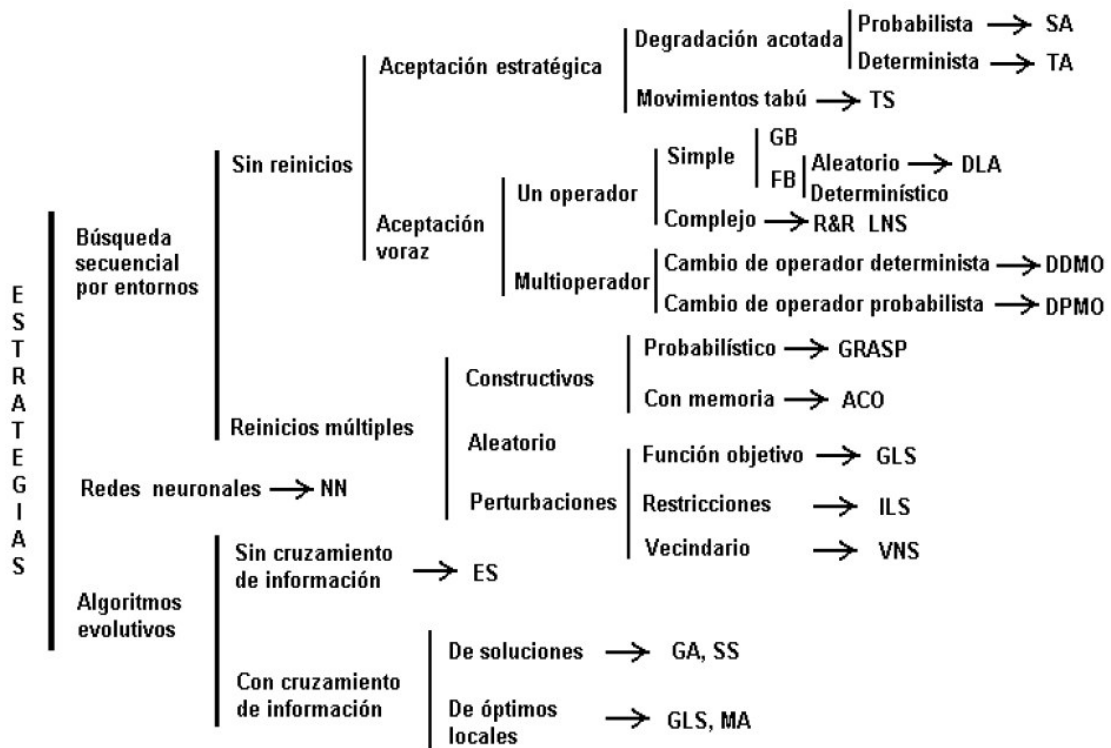 ESTRATEGIAS
Búsqueda
secuencial
por entornos
Sin reinicios
Aceptación estratégica
Degradación acotada
Probabilista → SA
Determinista → TA
Movimientos tabú → TS
Aceptación
voraz
Un operador
Simple
GB
FB
Aleatorio → DLA
Determinístico
Complejo → R&R LNS
Multioperador
Cambio de operador determinista → DDMO
Cambio de operador probabilista → DPMO
Reinicios múltiples
Constructivos
Probabilístico → GRASP
Con memoria → ACO
Aleatorio
Perturbaciones
Función objetivo → GLS
Restricciones → ILS
Vecindario → VNS
Redes neuronales → NN
Algoritmos
evolutivos
Sin cruzamiento
de información → ES
Con cruzamiento
de información
De soluciones → GA, SS
De óptimos
locales → GLS, MA